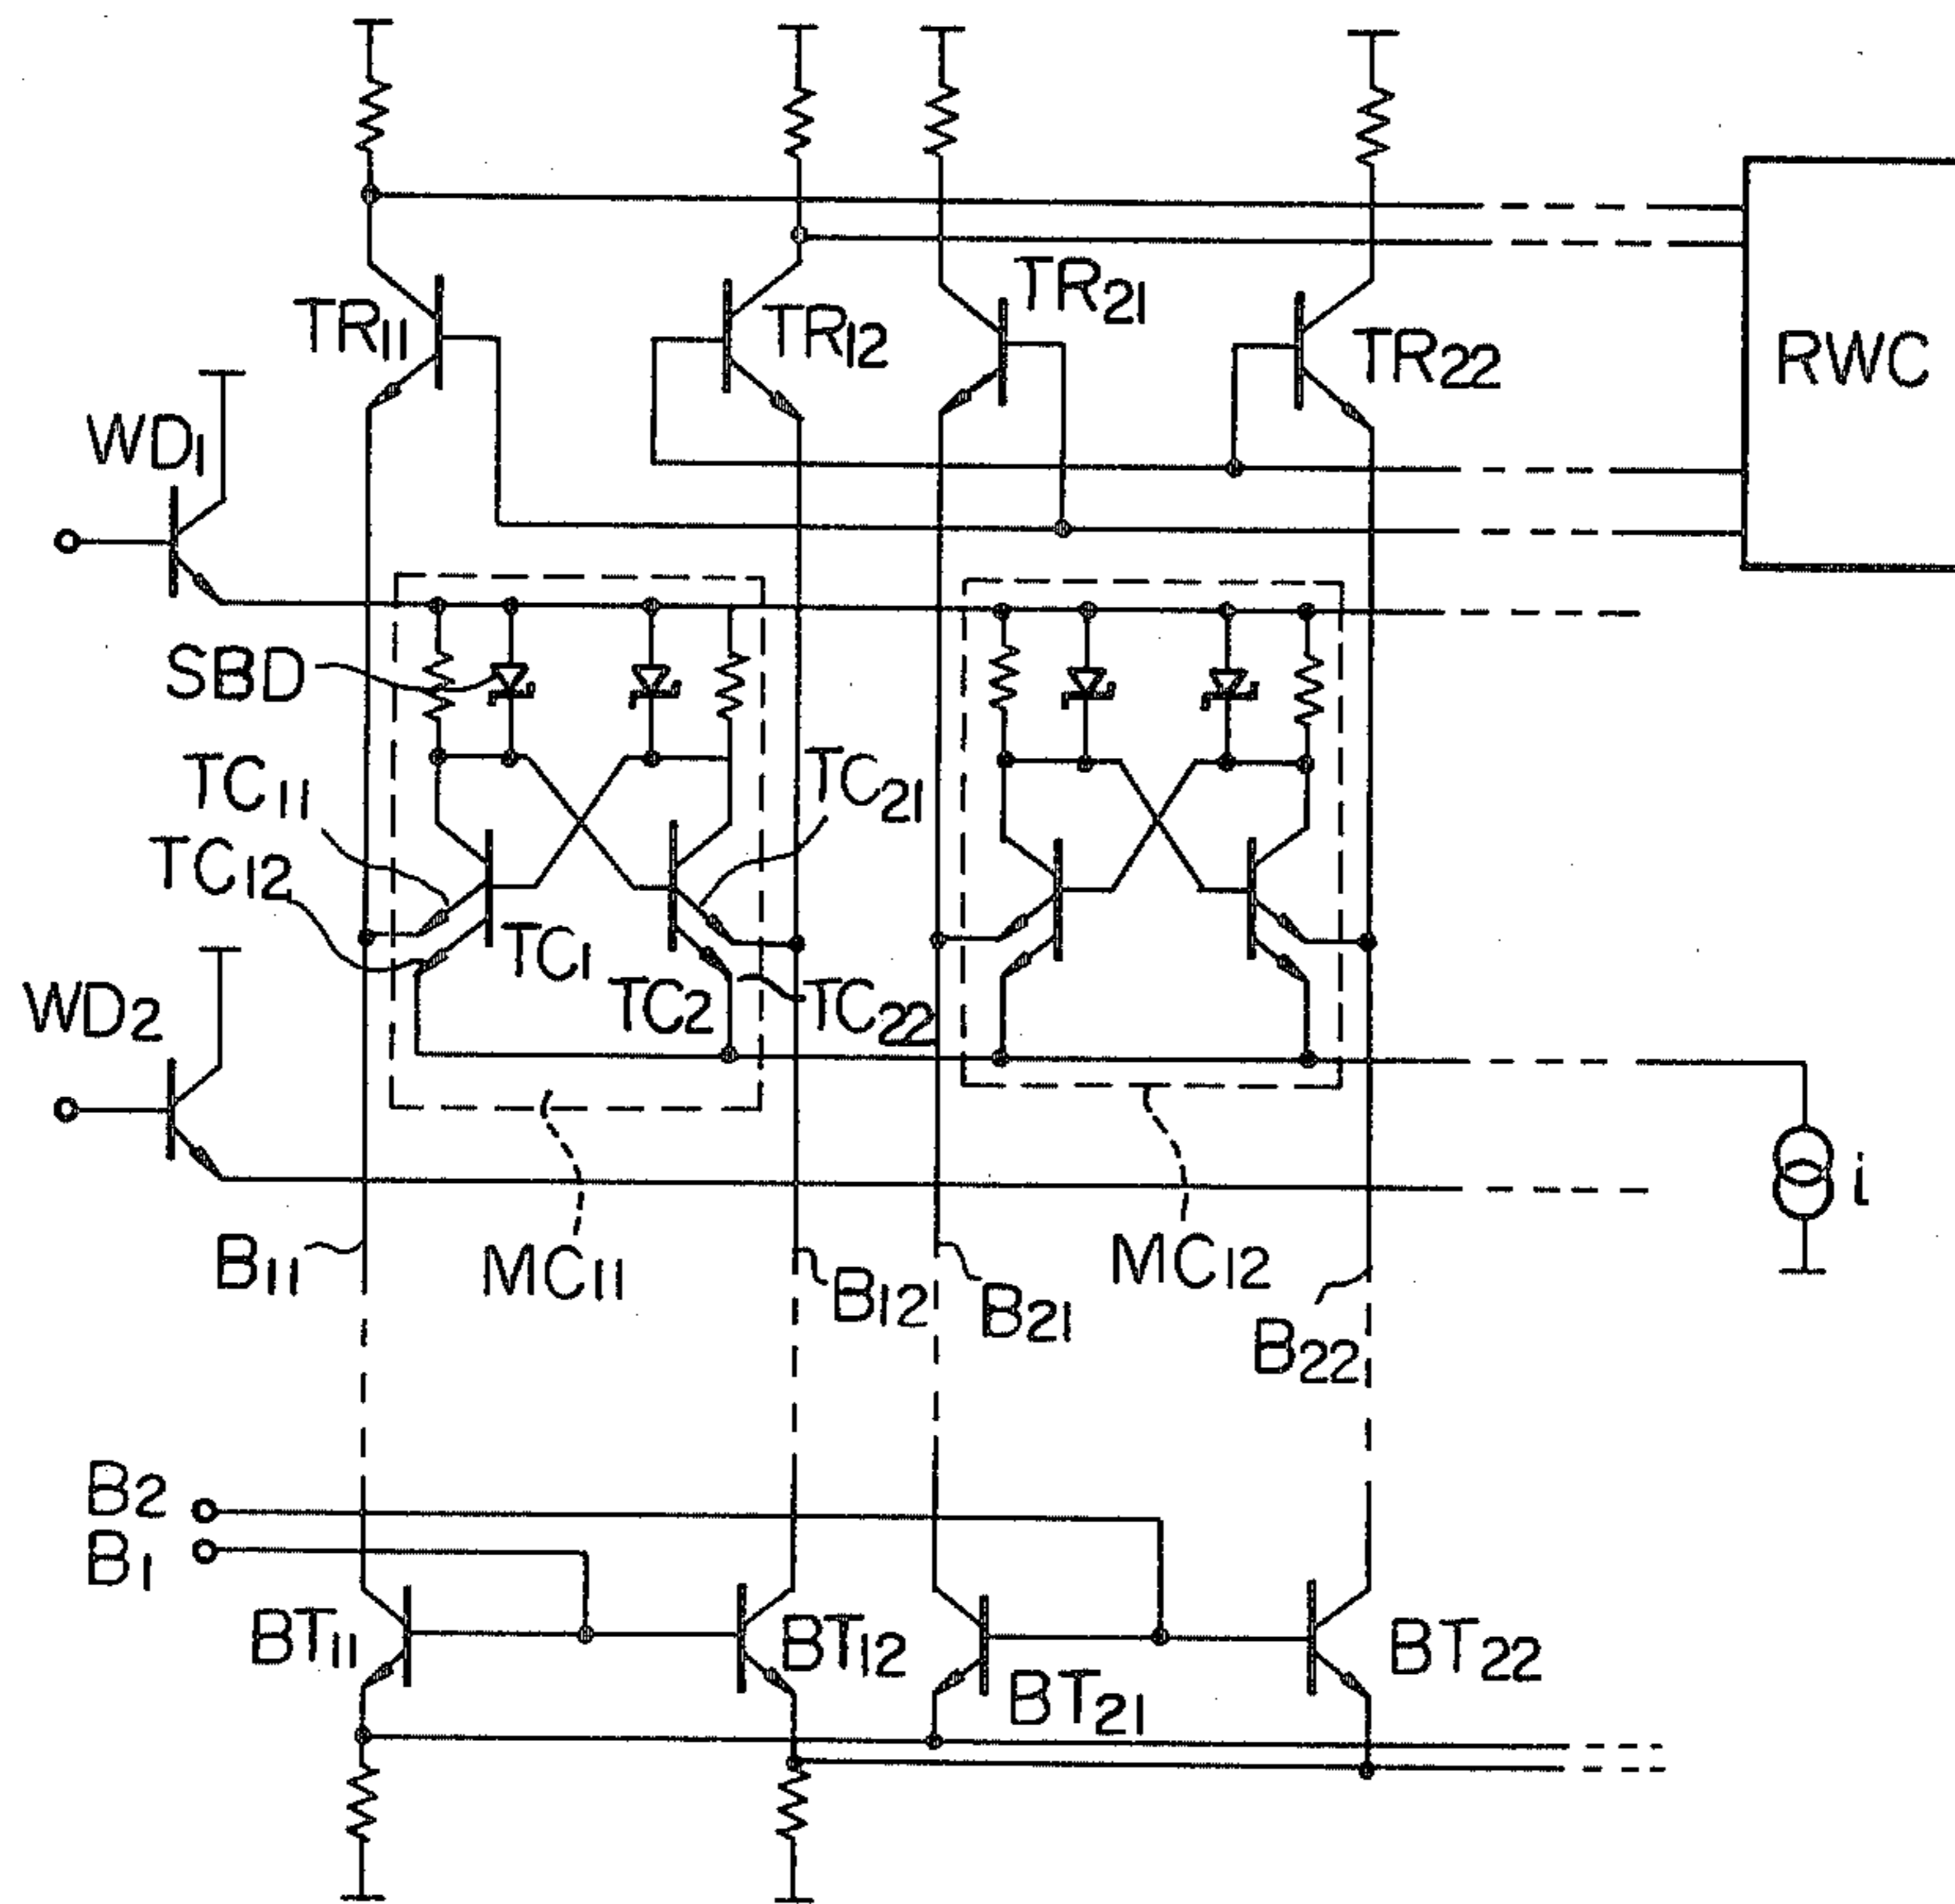 TR21
TR11
TR12
TR22
RWC
WD1
SBD
TC11
TC21
TC12
TC1
TC2
TC22
WD2
i
B11
MC11
B12
B21
MC12
B22
B2
B1
BT11
BT12
BT21
BT22